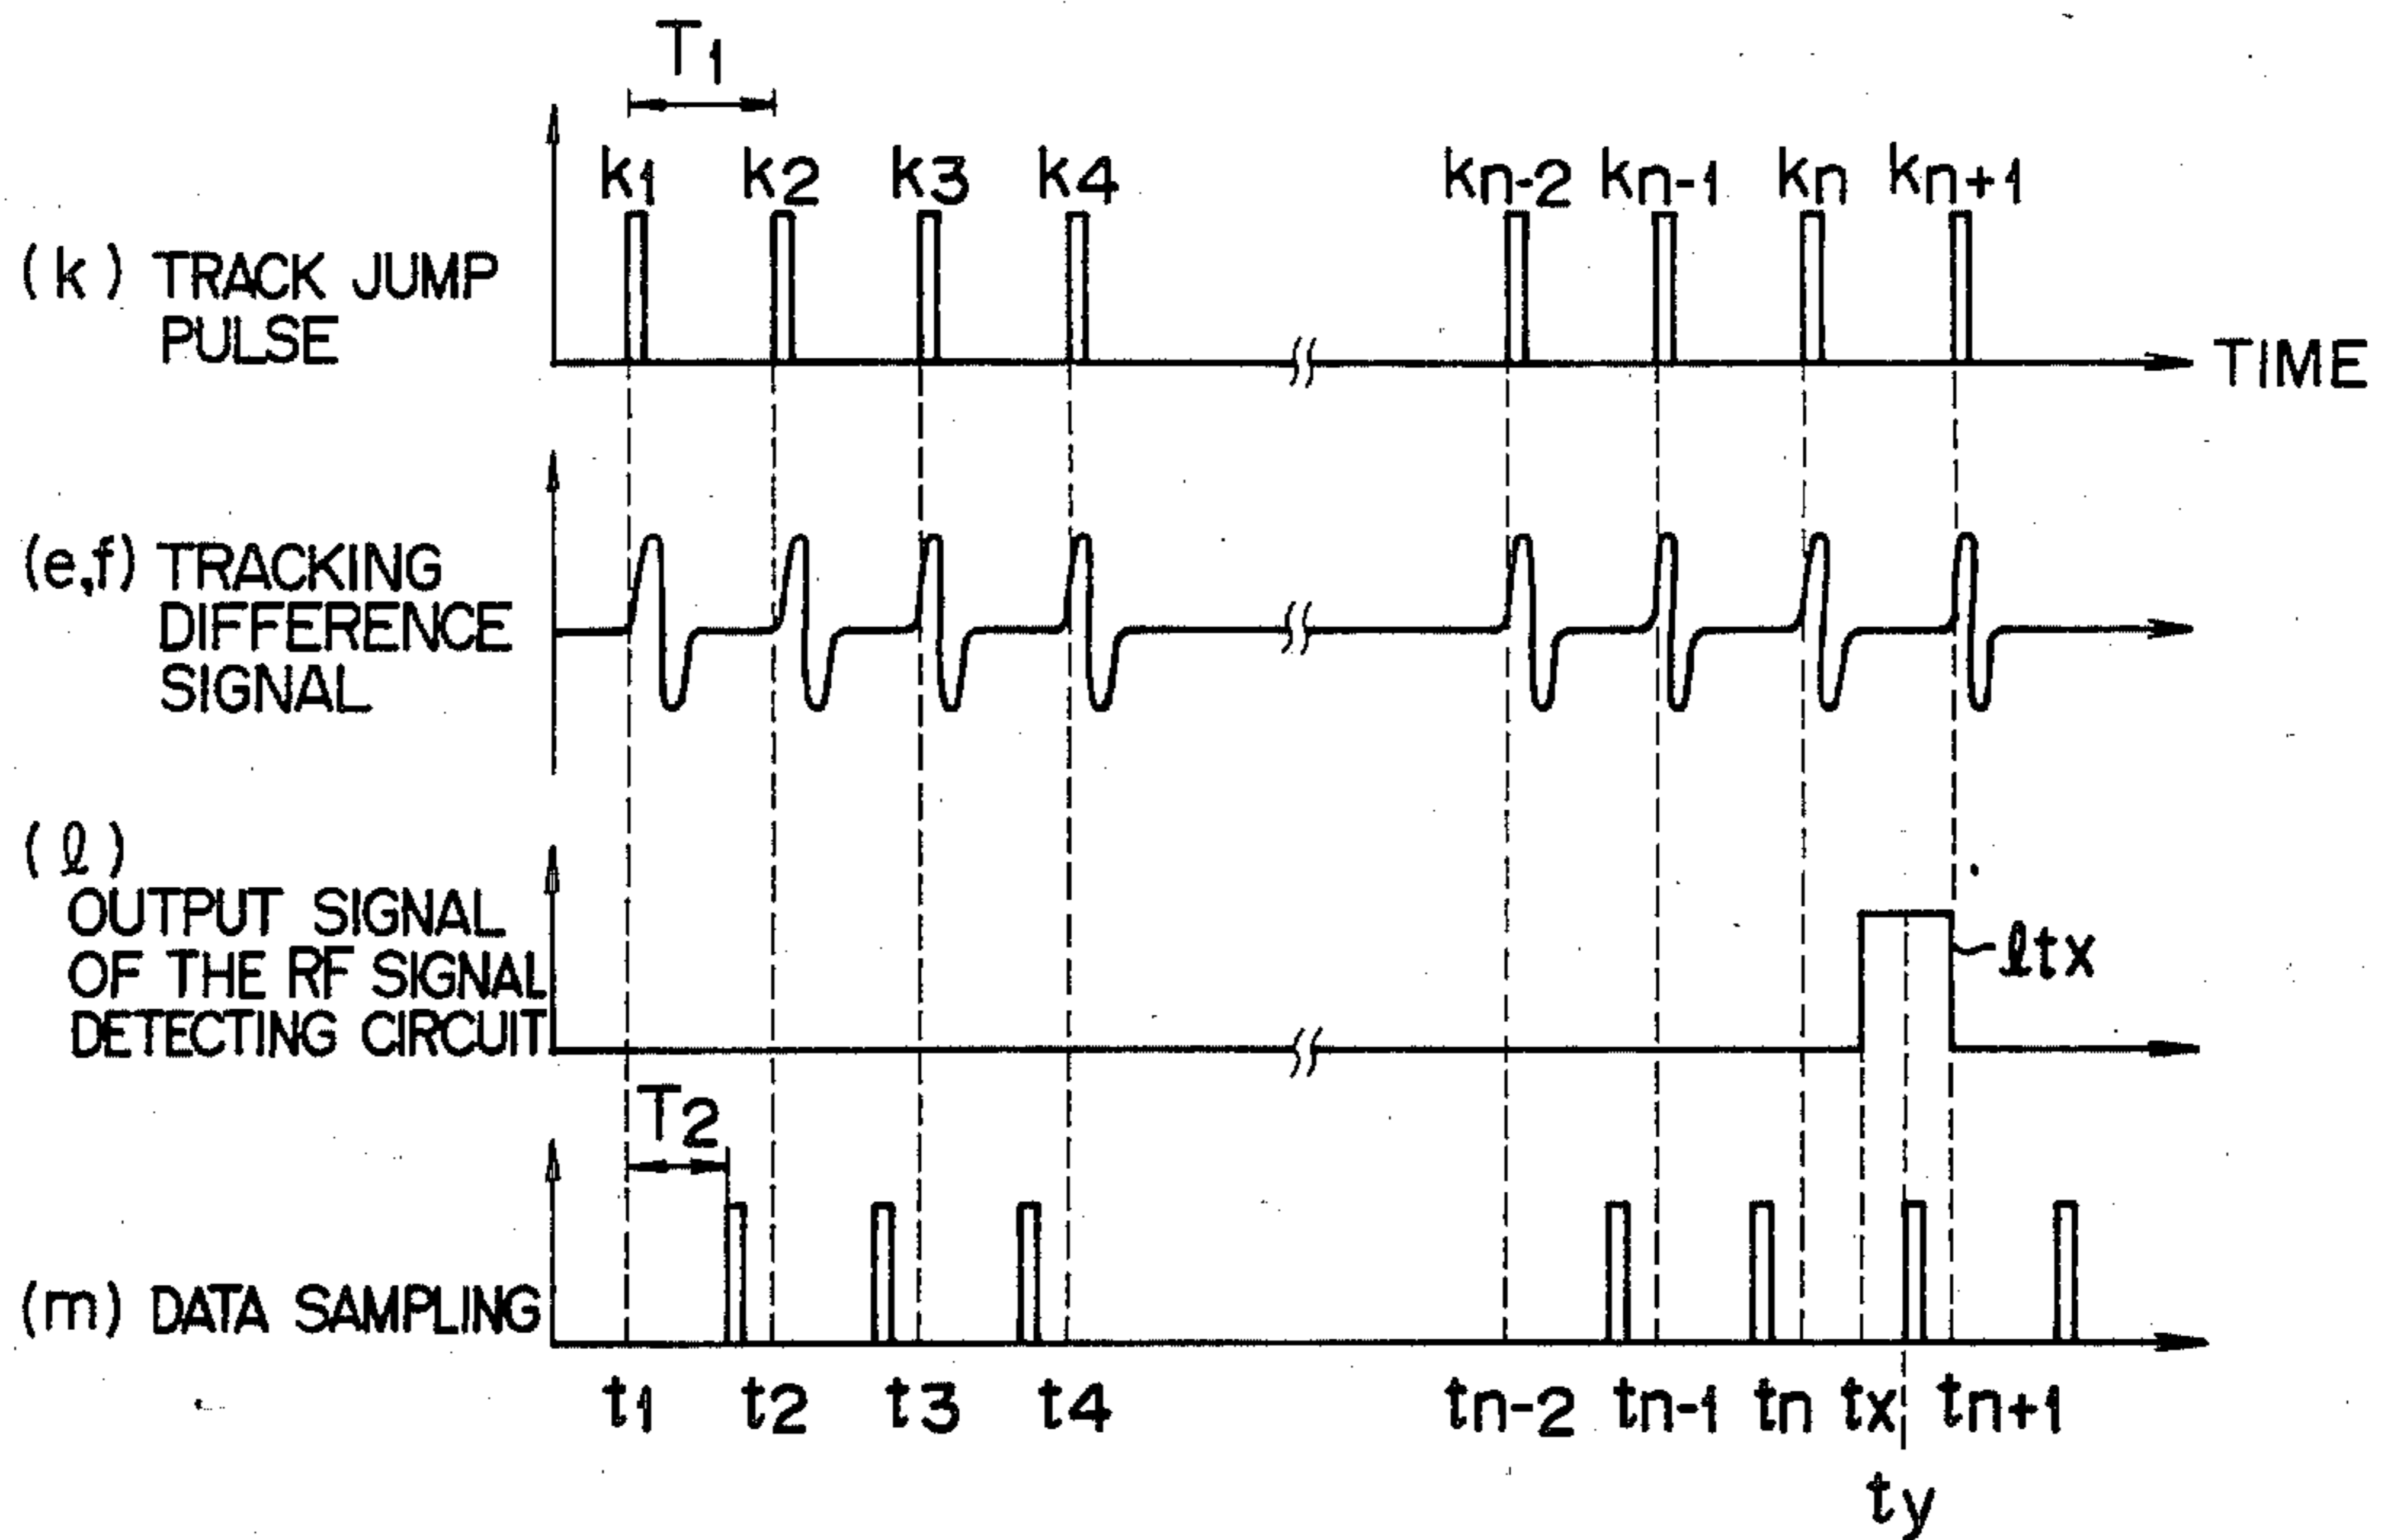 T1
k1 k2 k3 k4 kn-2 kn-1 kn kn+1
(k) TRACK JUMP
PULSE
TIME
(e,f) TRACKING
DIFFERENCE
SIGNAL
(ℓ)
OUTPUT SIGNAL
OF THE RF SIGNAL
DETECTING CIRCUIT
ℓtx
T2
(m) DATA SAMPLING
t1 t2 t3 t4 tn-2 tn-1 tn tx tn+1
ty